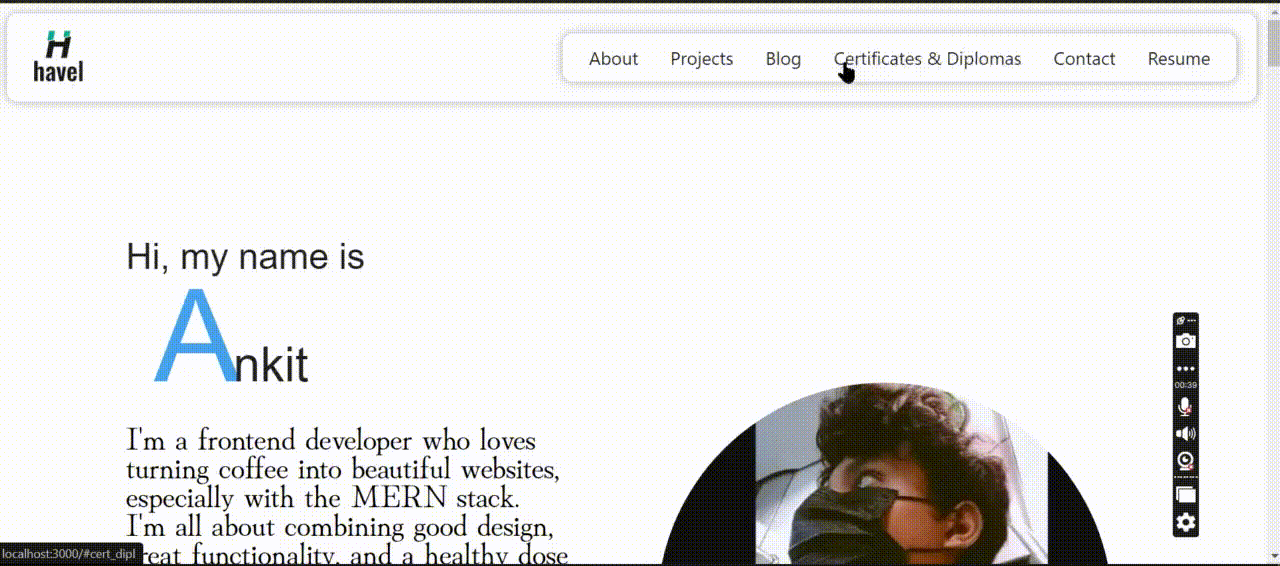 H
havel
About Projects Blog Certificates & Diplomas Contact Resume
Hi, my name is
Ankit
I'm a frontend developer who loves
turning coffee into beautiful websites,
especially with the MERN stack.
I'm all about combining good design,
great functionality, and a healthy dose
00:39
localhost:3000/#cert_dipl